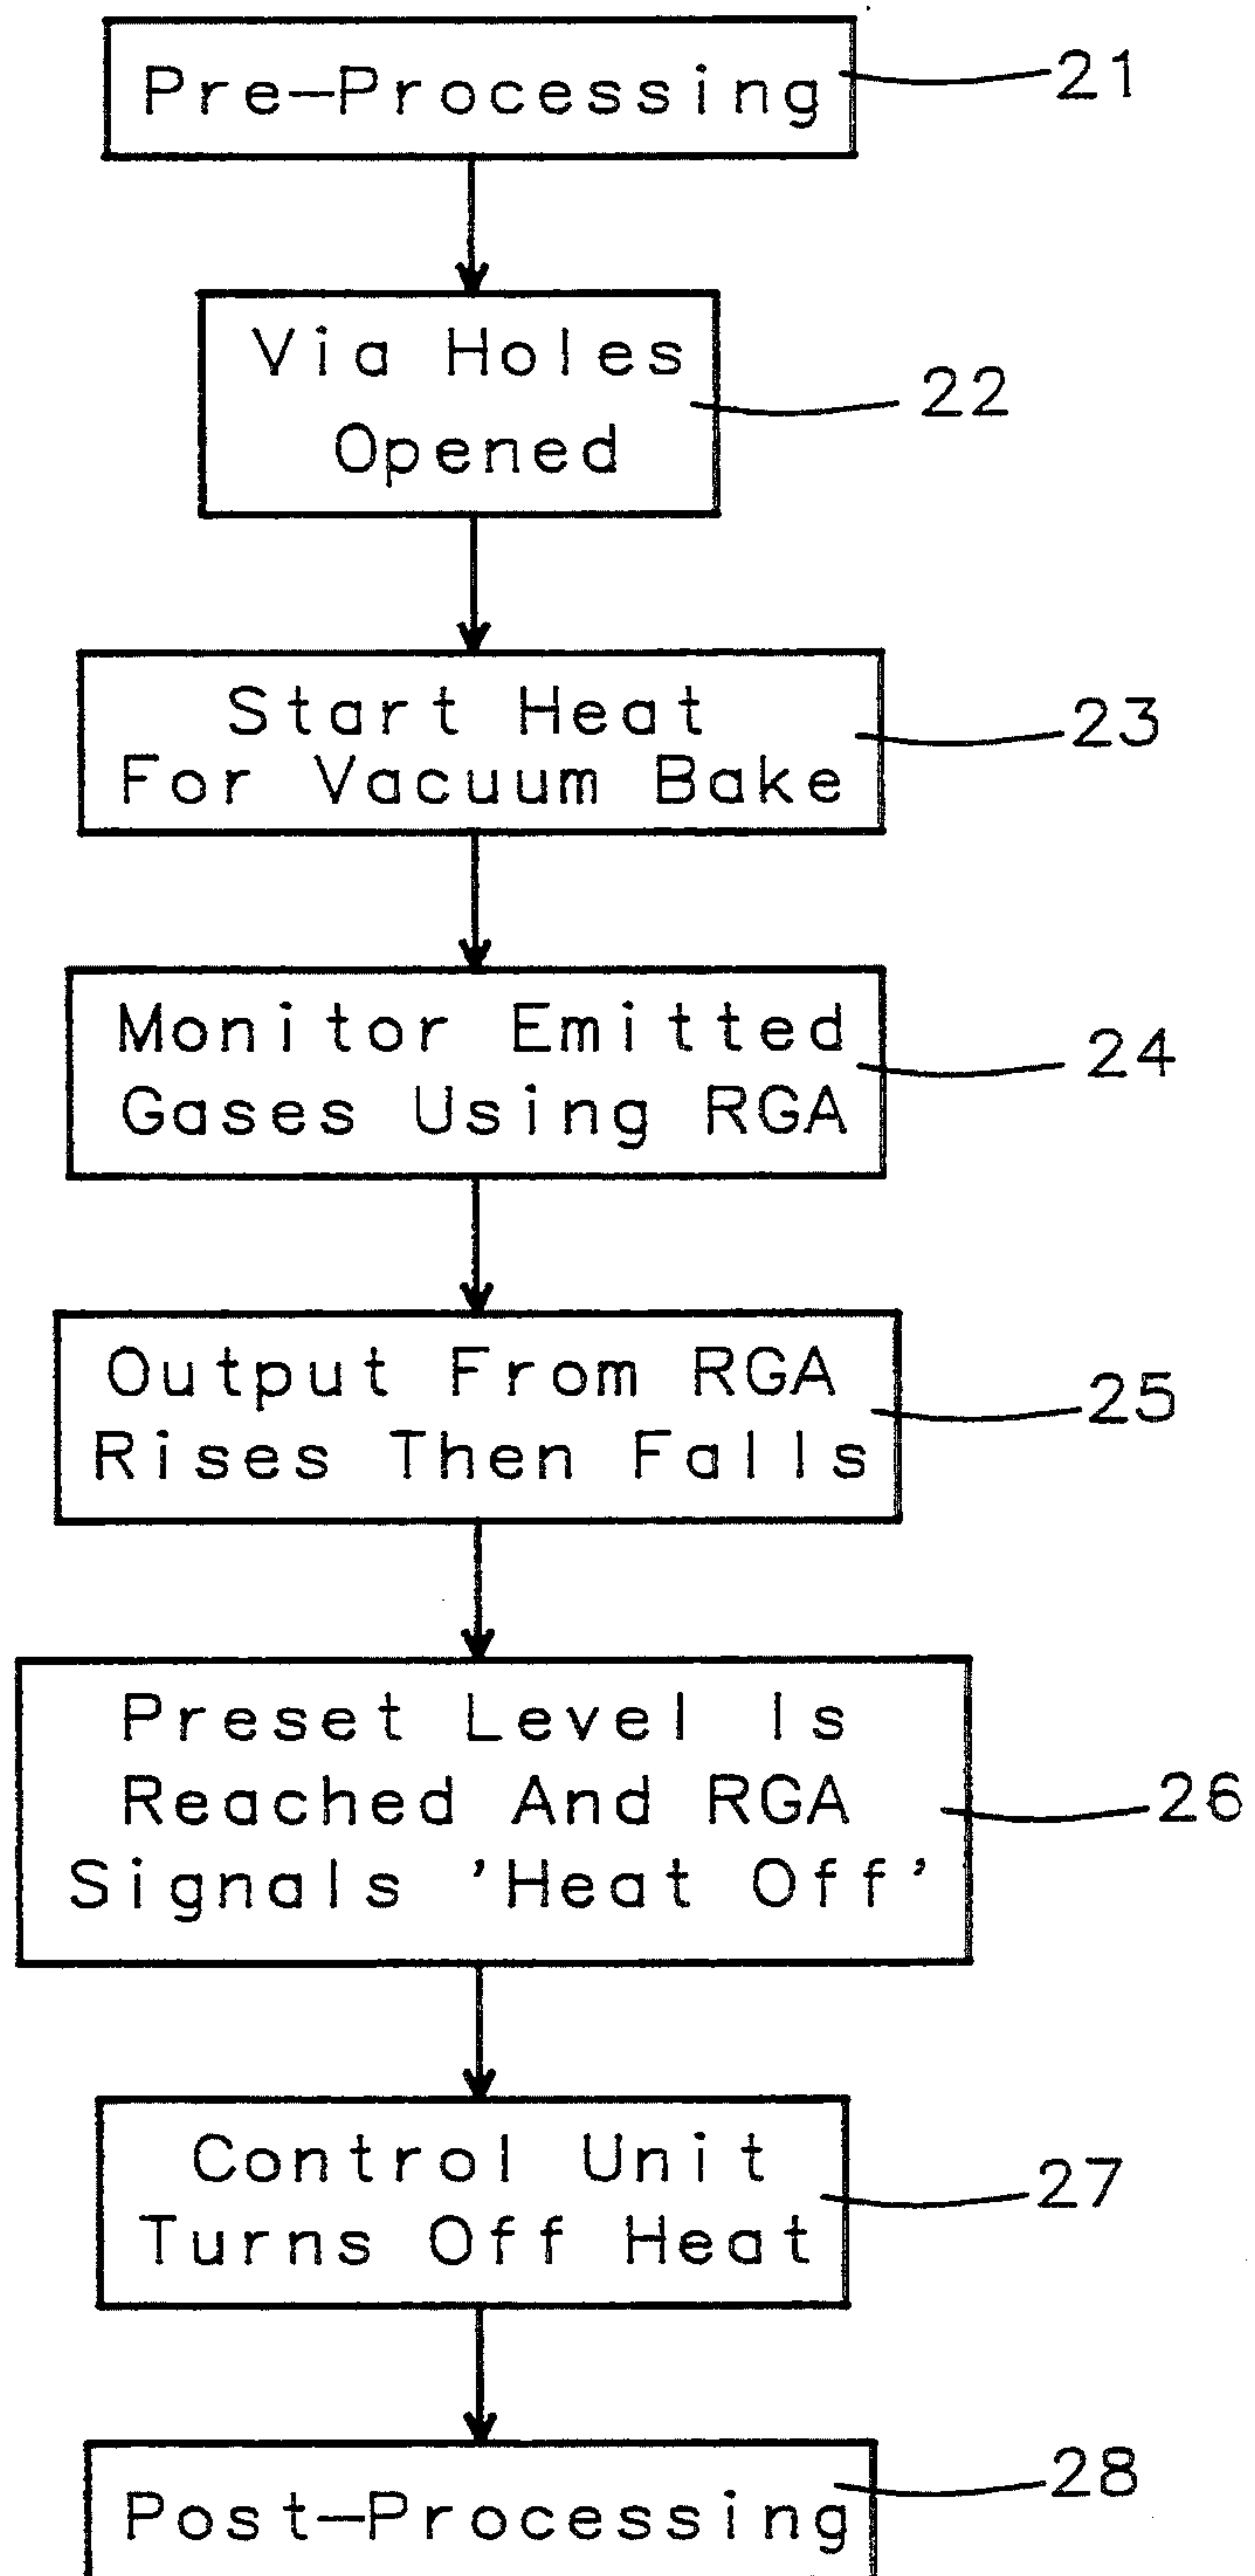 Pre-Processing
21
Via Holes
Opened
22
Start Heat
For Vacuum Bake
23
Monitor Emitted
Gases Using RGA
24
Output From RGA
Rises Then Falls
25
Preset Level Is
Reached And RGA
Signals 'Heat Off'
26
Control Unit
Turns Off Heat
27
Post-Processing
28